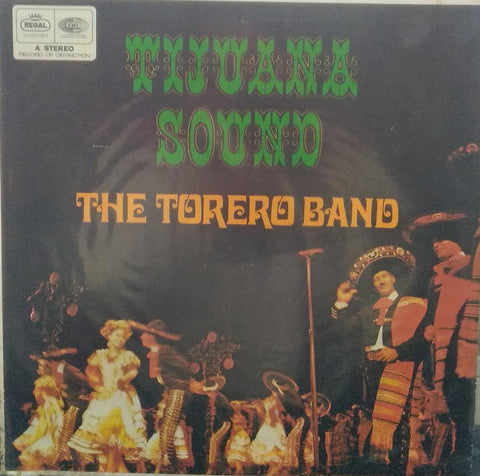 REGAL
EMI
A STEREO
RECORD OF DISTINCTION
TIJUANA
SOUND
THE TORERO BAND